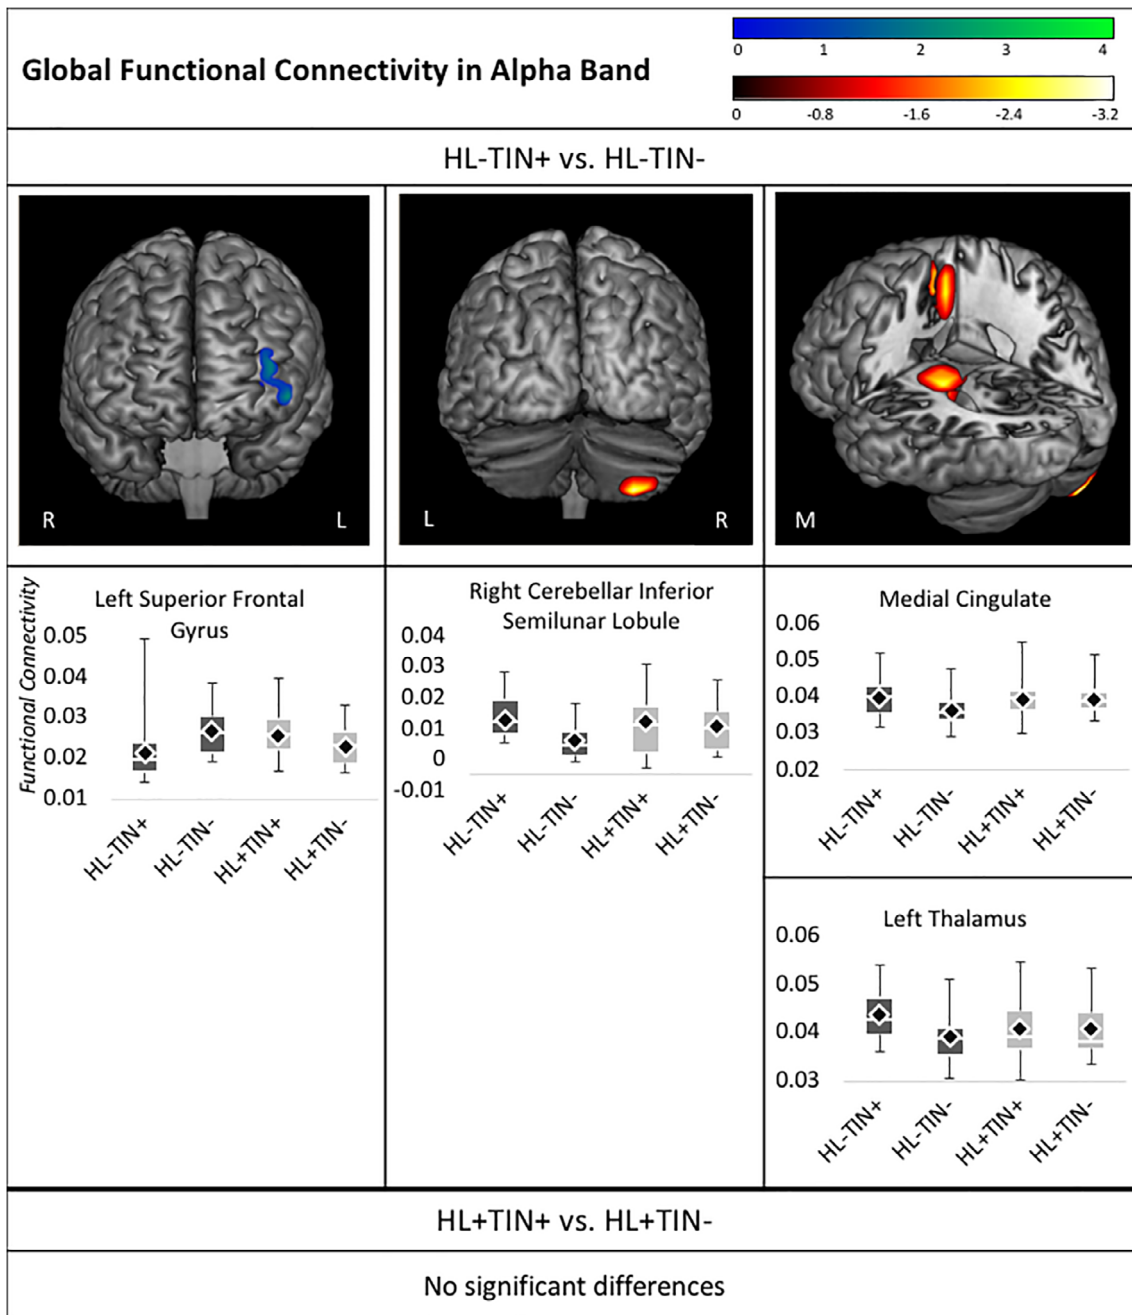 Global Functional Connectivity in Alpha Band
0 1 2 3 4
0 -0.8 -1.6 -2.4 -3.2
HL-TIN+ vs. HL-TIN-
R L
L R
M
Functional Connectivity
Left Superior Frontal
Gyrus
0.05
0.04
0.03
0.02
0.01
HL-TIN+ HL-TIN- HL+TIN+ HL+TIN-
Right Cerebellar Inferior
Semilunar Lobule
0.04
0.03
0.02
0.01
0
-0.01
HL-TIN+ HL-TIN- HL+TIN+ HL+TIN-
Medial Cingulate
0.06
0.05
0.04
0.03
0.02
HL-TIN+ HL-TIN- HL+TIN+ HL+TIN-
Left Thalamus
0.06
0.05
0.04
0.03
HL-TIN+ HL-TIN- HL+TIN+ HL+TIN-
HL+TIN+ vs. HL+TIN-
No significant differences